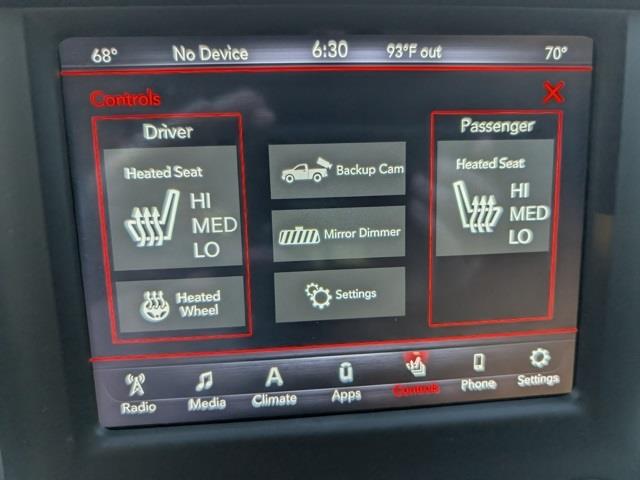 68° No Device 6:30 93°F out 70°
Controls X
Driver
Heated Seat
HI
MED
LO
Heated
Wheel
Backup Cam
Mirror Dimmer
Settings
Passenger
Heated Seat
HI
MED
LO
Radio Media Climate Apps Controls Phone Settings